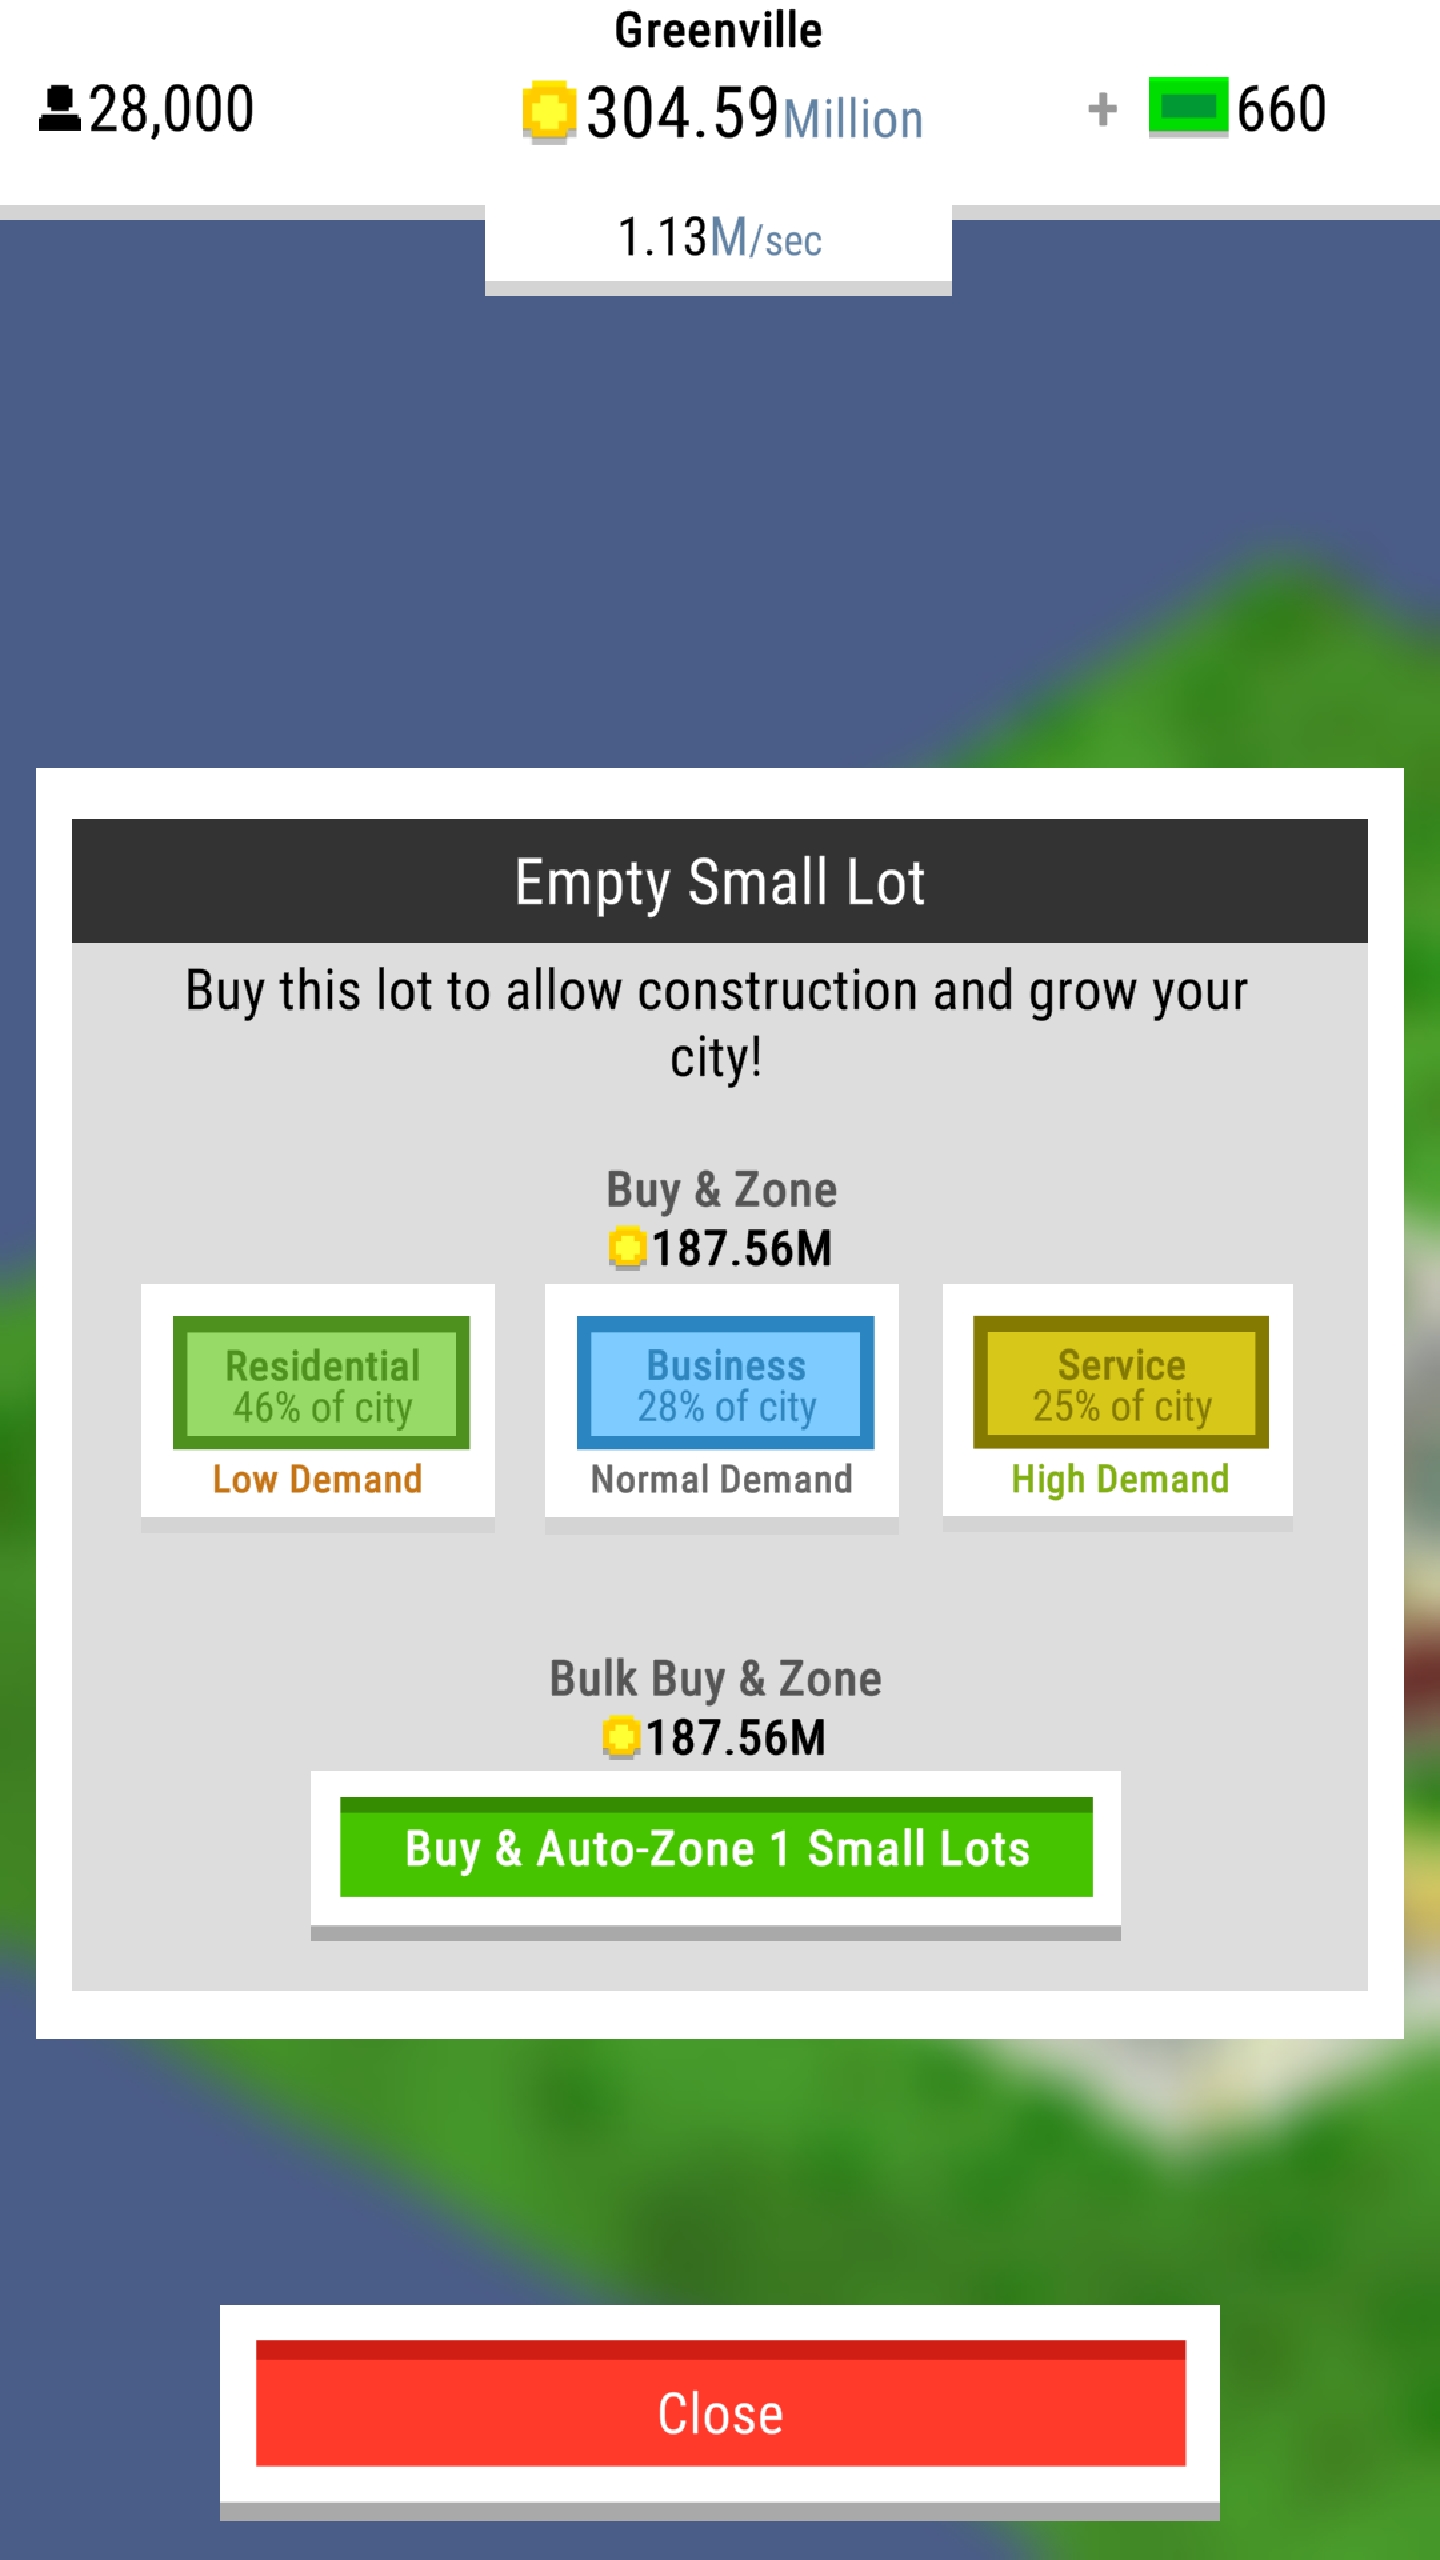 Greenville
28,000
304.59Million
+ 660
1.13M/sec
Empty Small Lot
Buy this lot to allow construction and grow your
city!
Buy & Zone
187.56M
Residential
46% of city
Low Demand
Business
28% of city
Normal Demand
Service
25% of city
High Demand
Bulk Buy & Zone
187.56M
Buy & Auto-Zone 1 Small Lots
Close